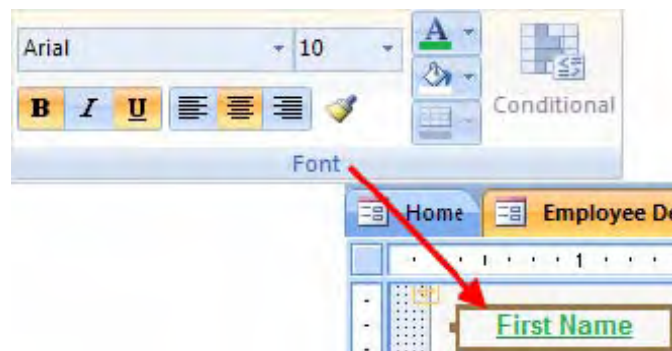 Arial 10 A
B I U Conditional
Font
Home Employee De
1
First Name